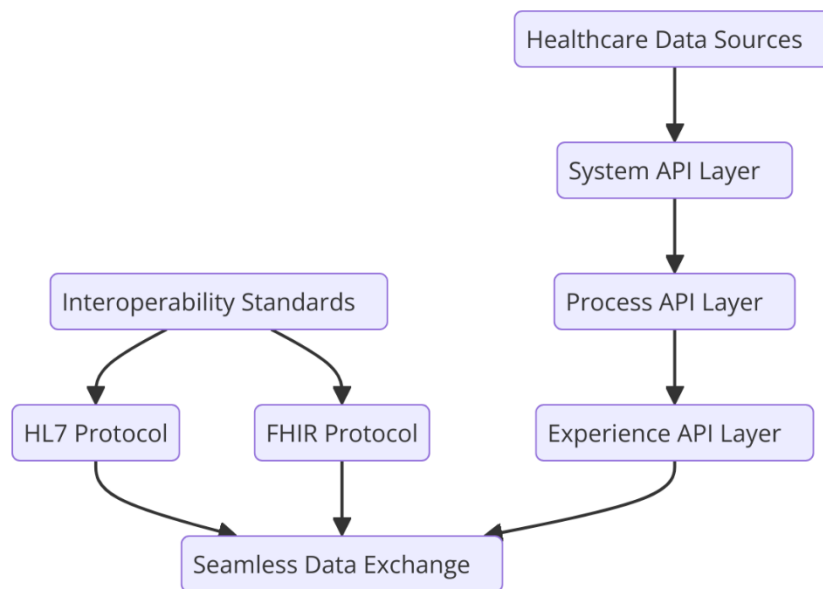 Healthcare Data Sources
System API Layer
Interoperability Standards
Process API Layer
HL7 Protocol
FHIR Protocol
Experience API Layer
Seamless Data Exchange